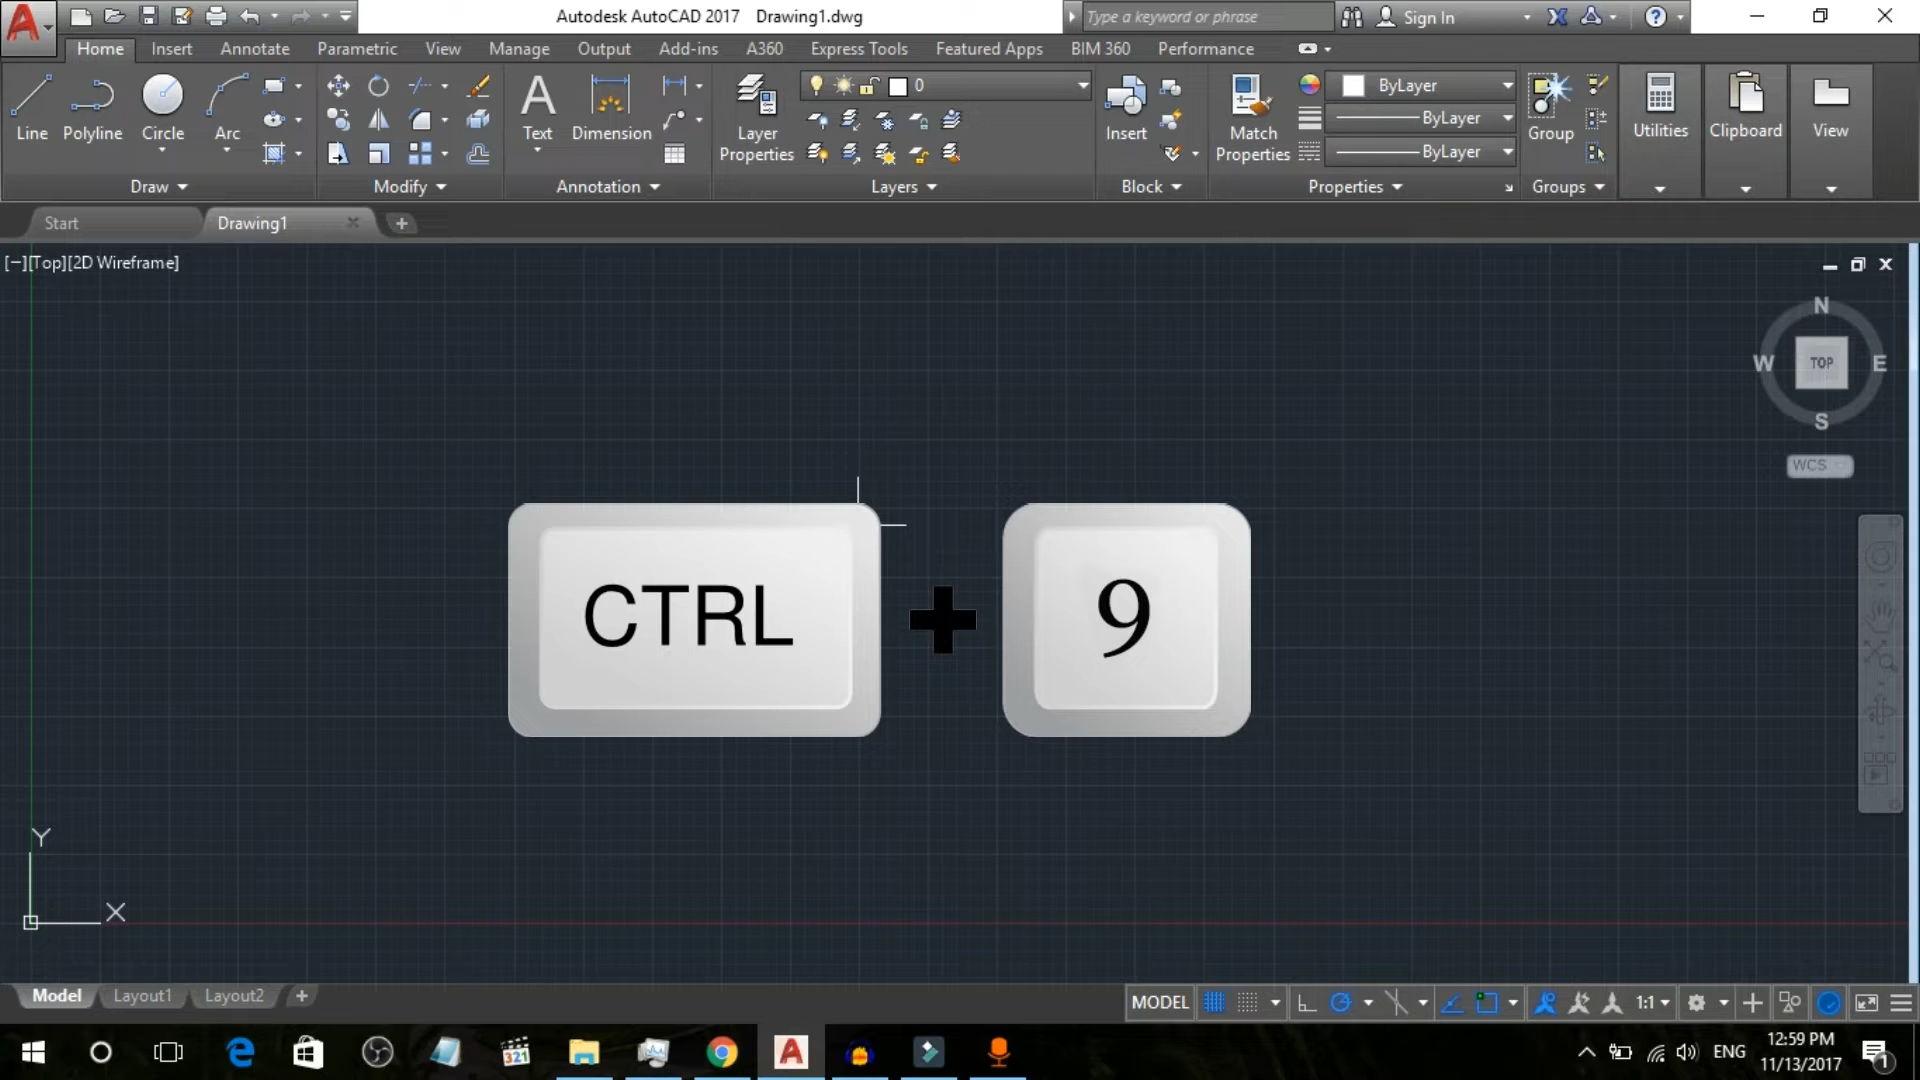 Autodesk AutoCAD 2017 Drawing1.dwg
Type a keyword or phrase
Sign In
Home Insert Annotate Parametric View Manage Output Add-ins A360 Express Tools Featured Apps BIM 360 Performance
Line Polyline Circle Arc
Text Dimension
Layer Properties
0
Insert
Match Properties
ByLayer
ByLayer
ByLayer
Group
Utilities
Clipboard
View
Draw Modify Annotation Layers Block Properties Groups
Start Drawing1
[−][Top][2D Wireframe]
N
W TOP E
S
WCS
CTRL + 9
Y
X
Model Layout1 Layout2
MODEL 1:1
321
ENG
12:59 PM
11/13/2017
1